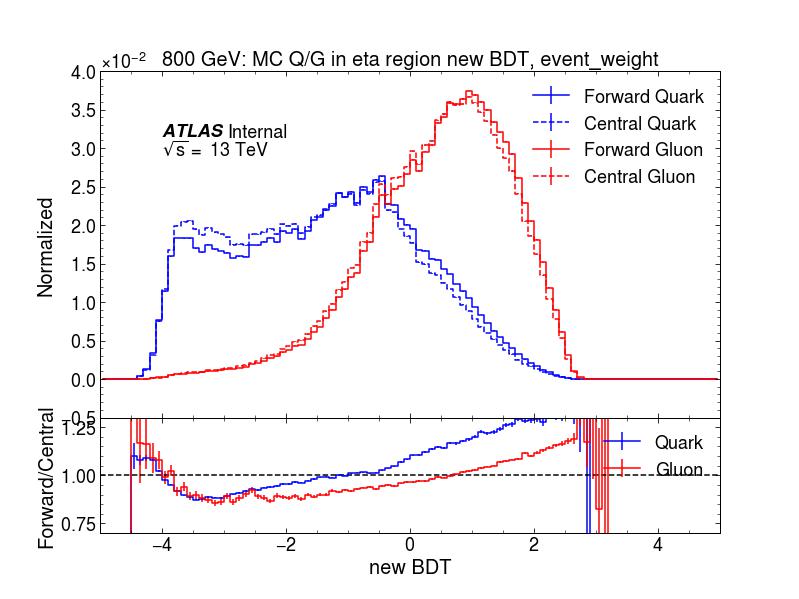 ×10⁻² 800 GeV: MC Q/G in eta region new BDT, event_weight
4.0
3.5
3.0
2.5
2.0
1.5
1.0
0.5
0.0
0.5
Normalized
ATLAS Internal
√s = 13 TeV
Forward Quark
Central Quark
Forward Gluon
Central Gluon
1.25
1.00
0.75
Forward/Central
Quark
Gluon
−4 −2 0 2 4
new BDT